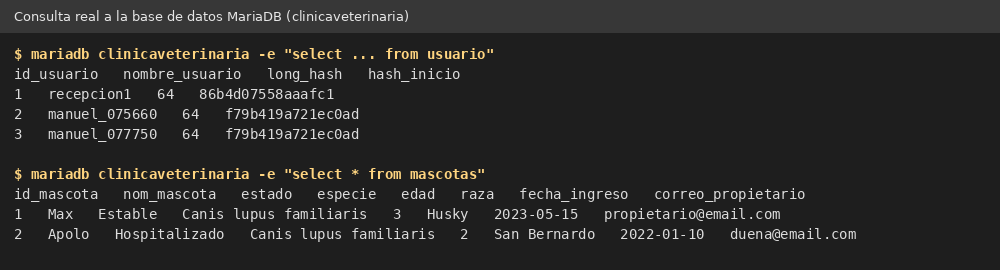 Consulta real a la base de datos MariaDB (clinicaveterinaria)
$ mariadb clinicaveterinaria -e "select ... from usuario"
id_usuario nombre_usuario long_hash hash_inicio
1 recepcion1 64 86b4d07558aaafc1
2 manuel_075660 64 f79b419a721ec0ad
3 manuel_077750 64 f79b419a721ec0ad
$ mariadb clinicaveterinaria -e "select * from mascotas"
id_mascota nom_mascota estado especie edad raza fecha_ingreso correo_propietario
1 Max Estable Canis lupus familiaris 3 Husky 2023-05-15 propietario@email.com
2 Apolo Hospitalizado Canis lupus familiaris 2 San Bernardo 2022-01-10 duena@email.com